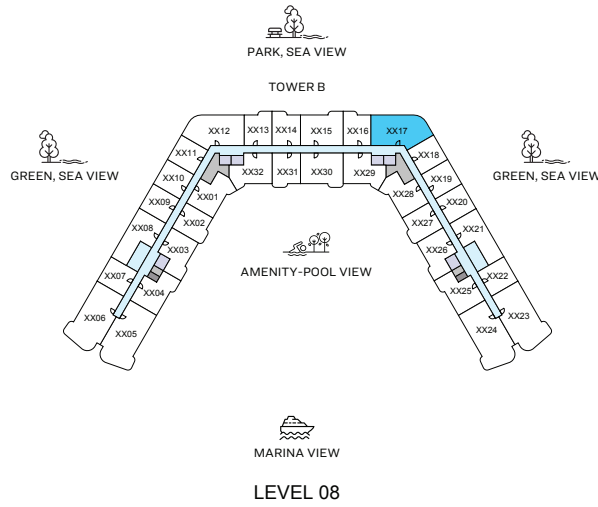 PARK, SEA VIEW
TOWER B
XX12
XX13
XX14
XX15
XX16
XX17
XX11
XX18
GREEN, SEA VIEW
GREEN, SEA VIEW
XX10
XX32
XX31
XX30
XX29
XX19
XX09
XX01
XX28
XX20
XX08
XX02
XX27
XX21
XX03
XX26
AMENITY-POOL VIEW
XX07
XX04
XX25
XX22
XX06
XX05
XX24
XX23
MARINA VIEW
LEVEL 08